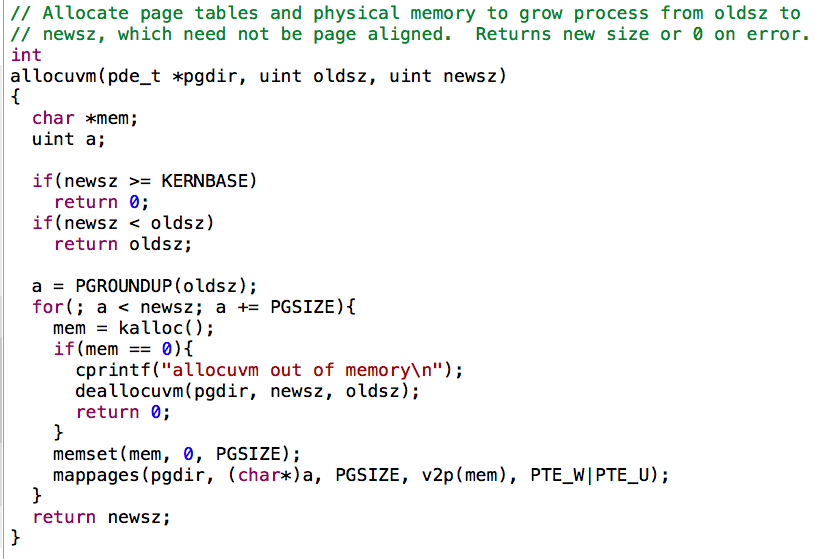 // Allocate page tables and physical memory to grow process from oldsz to
// newsz, which need not be page aligned.  Returns new size or 0 on error.
int
allocuvm(pde_t *pgdir, uint oldsz, uint newsz)
{
  char *mem;
  uint a;

  if(newsz >= KERNBASE)
    return 0;
  if(newsz < oldsz)
    return oldsz;

  a = PGROUNDUP(oldsz);
  for(; a < newsz; a += PGSIZE){
    mem = kalloc();
    if(mem == 0){
      cprintf("allocuvm out of memory\n");
      deallocuvm(pgdir, newsz, oldsz);
      return 0;
    }
    memset(mem, 0, PGSIZE);
    mappages(pgdir, (char*)a, PGSIZE, v2p(mem), PTE_W|PTE_U);
  }
  return newsz;
}